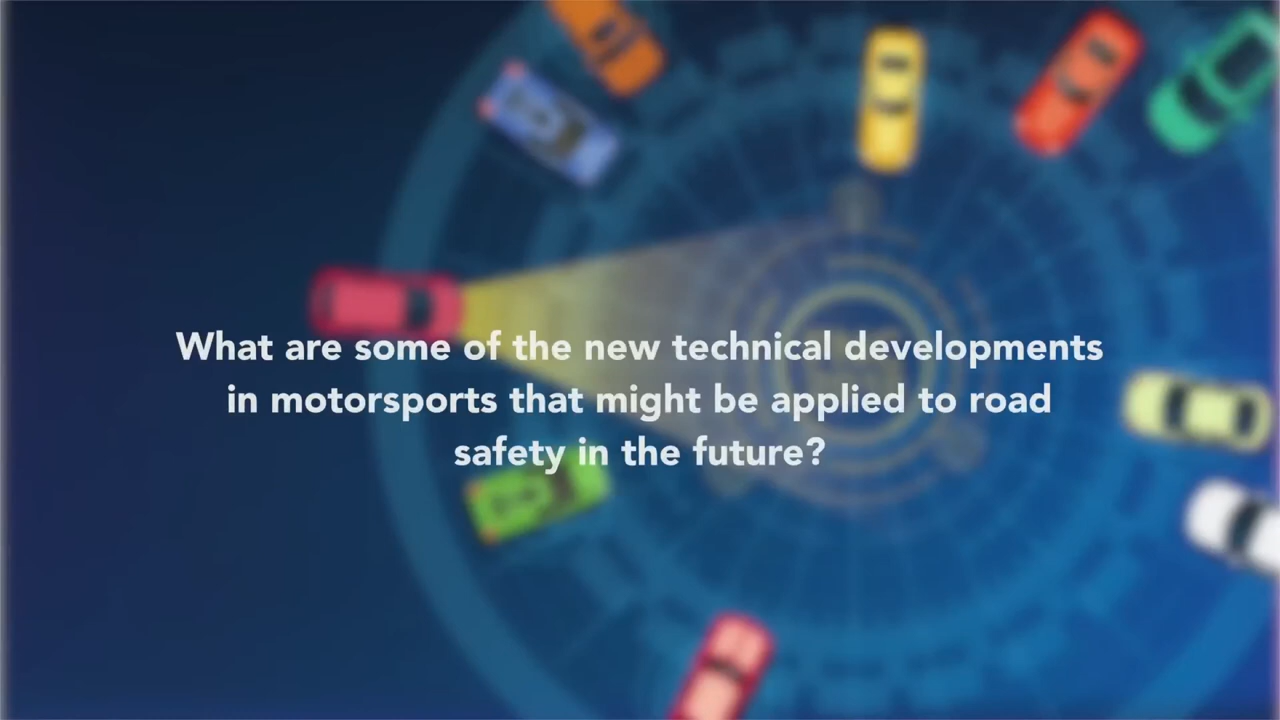 What are some of the new technical developments
in motorsports that might be applied to road
safety in the future?